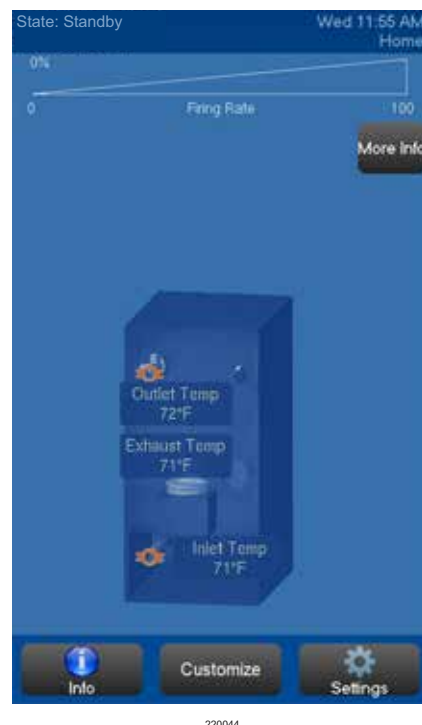 State: Standby
Wed 11:55 AM
Home
0%
0 Firing Rate 100
More Info
Outlet Temp
72°F
Exhaust Temp
71°F
Inlet Temp
71°F
Info Customize Settings
220044